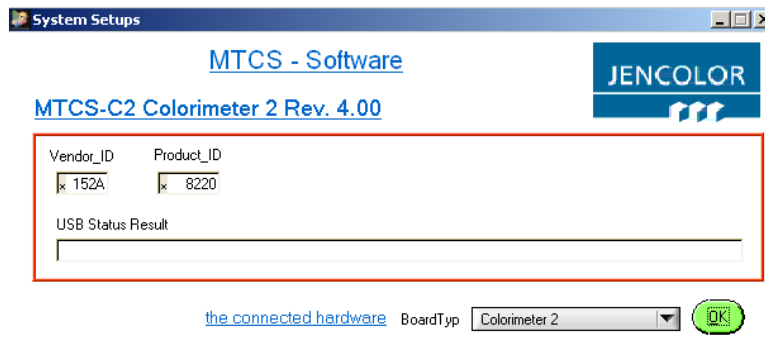 System Setups
MTCS - Software
JENCOLOR
MTCS-C2 Colorimeter 2 Rev. 4.00
Vendor_ID Product_ID
x 152A x 8220
USB Status Result
the connected hardware BoardTyp Colorimeter 2 OK